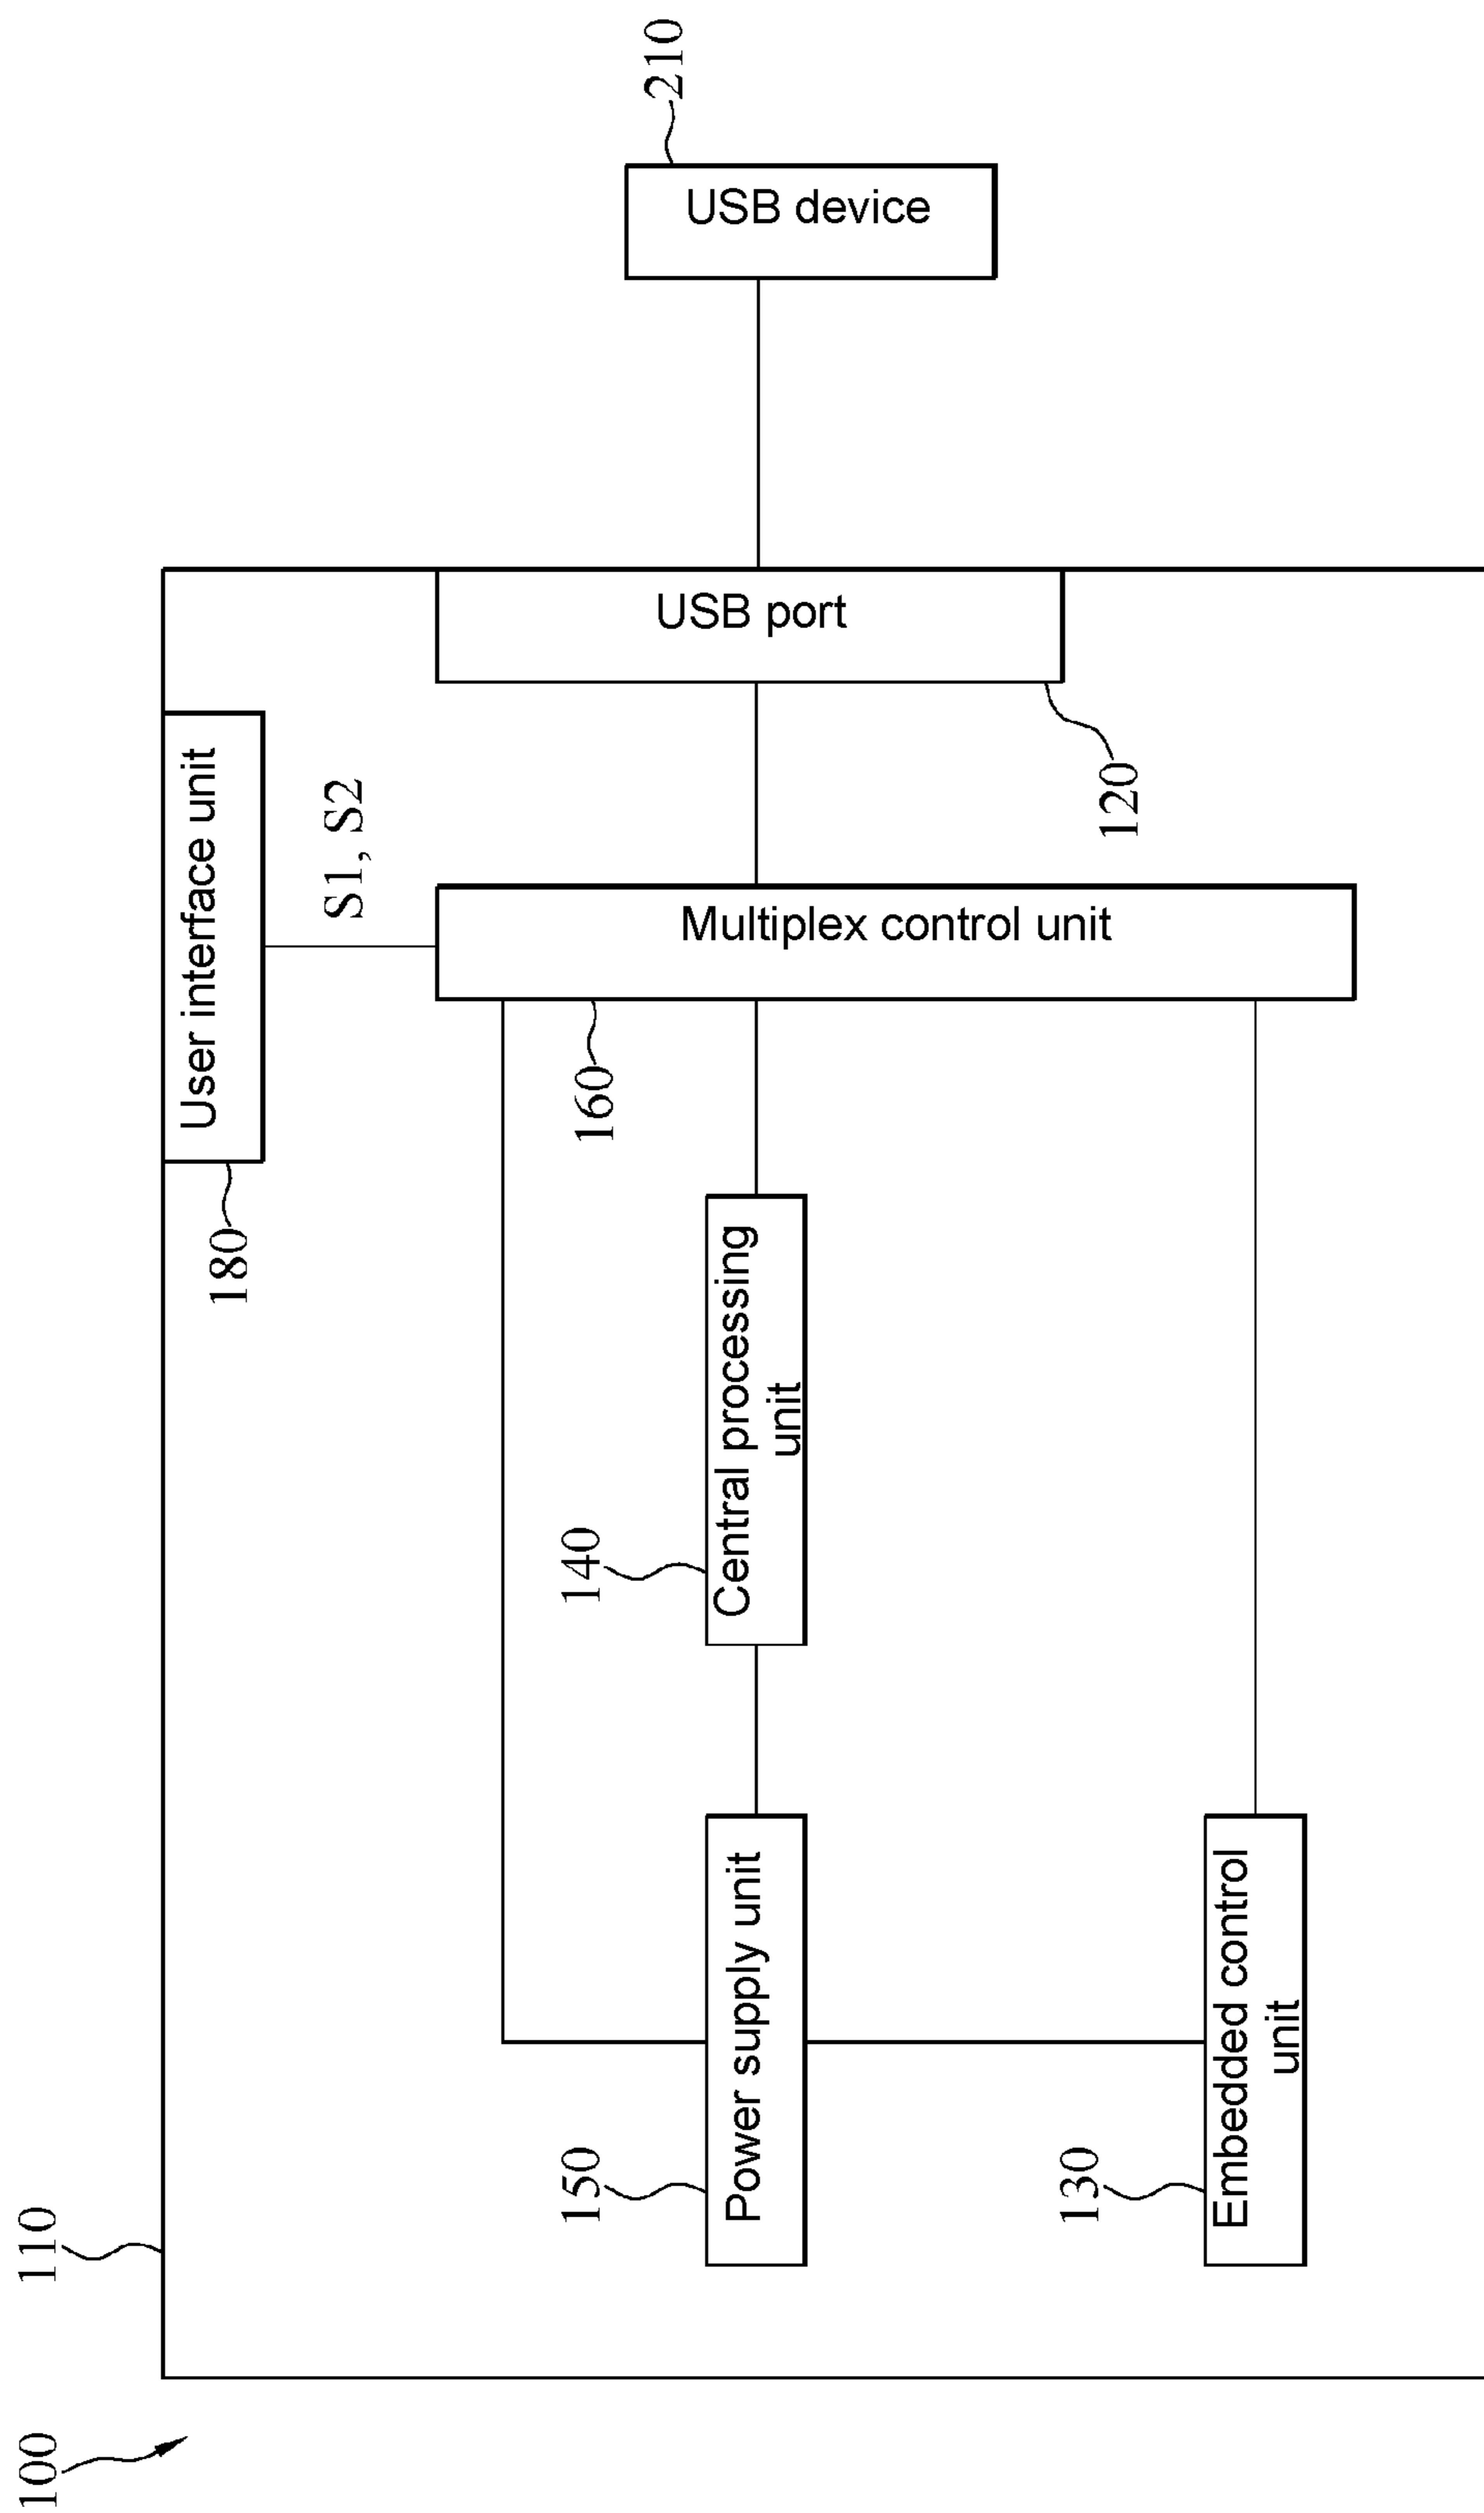 210
USB device
USB port
120
User interface unit
180
S1, S2
Multiplex control unit
160
Central processing
unit
140
Power supply unit
150
Embedded control
unit
130
110
100